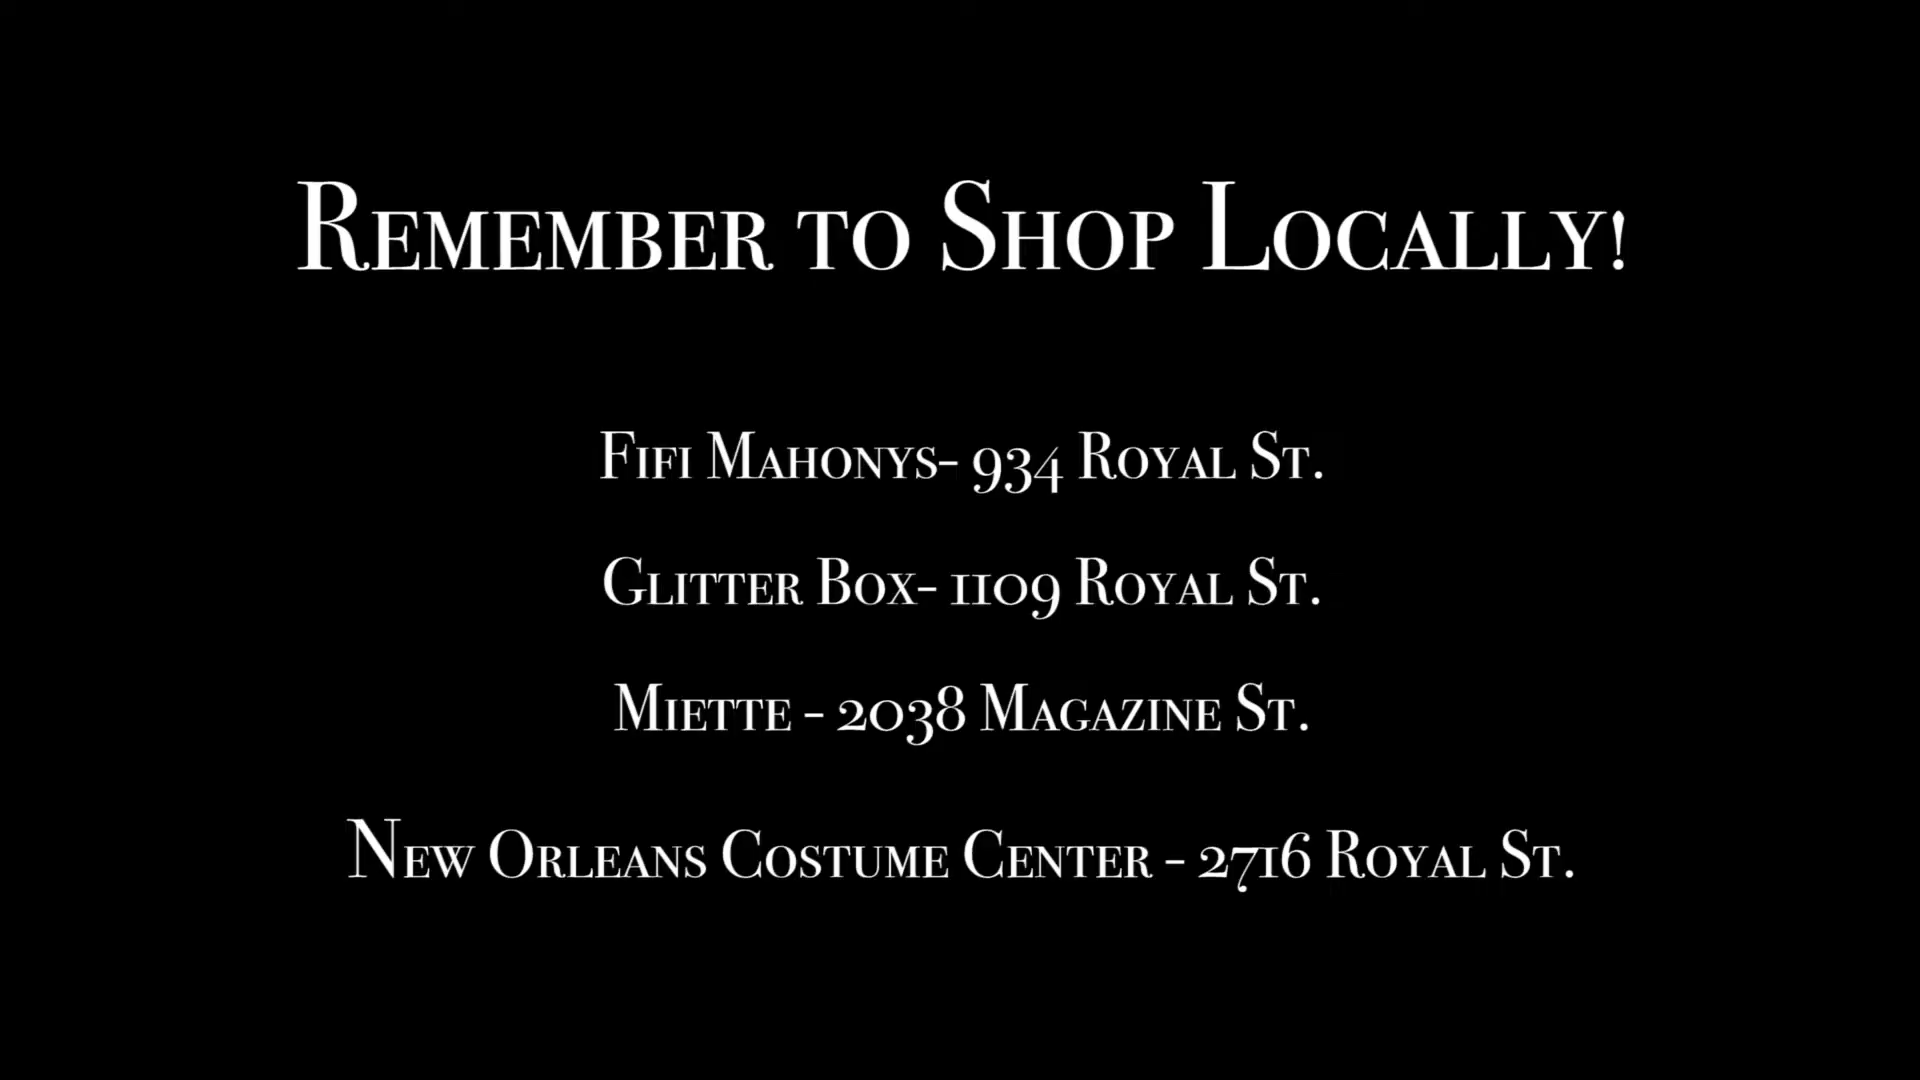 Remember to Shop Locally!
Fifi Mahonys- 934 Royal St.
Glitter Box- 1109 Royal St.
Miette - 2038 Magazine St.
New Orleans Costume Center - 2716 Royal St.